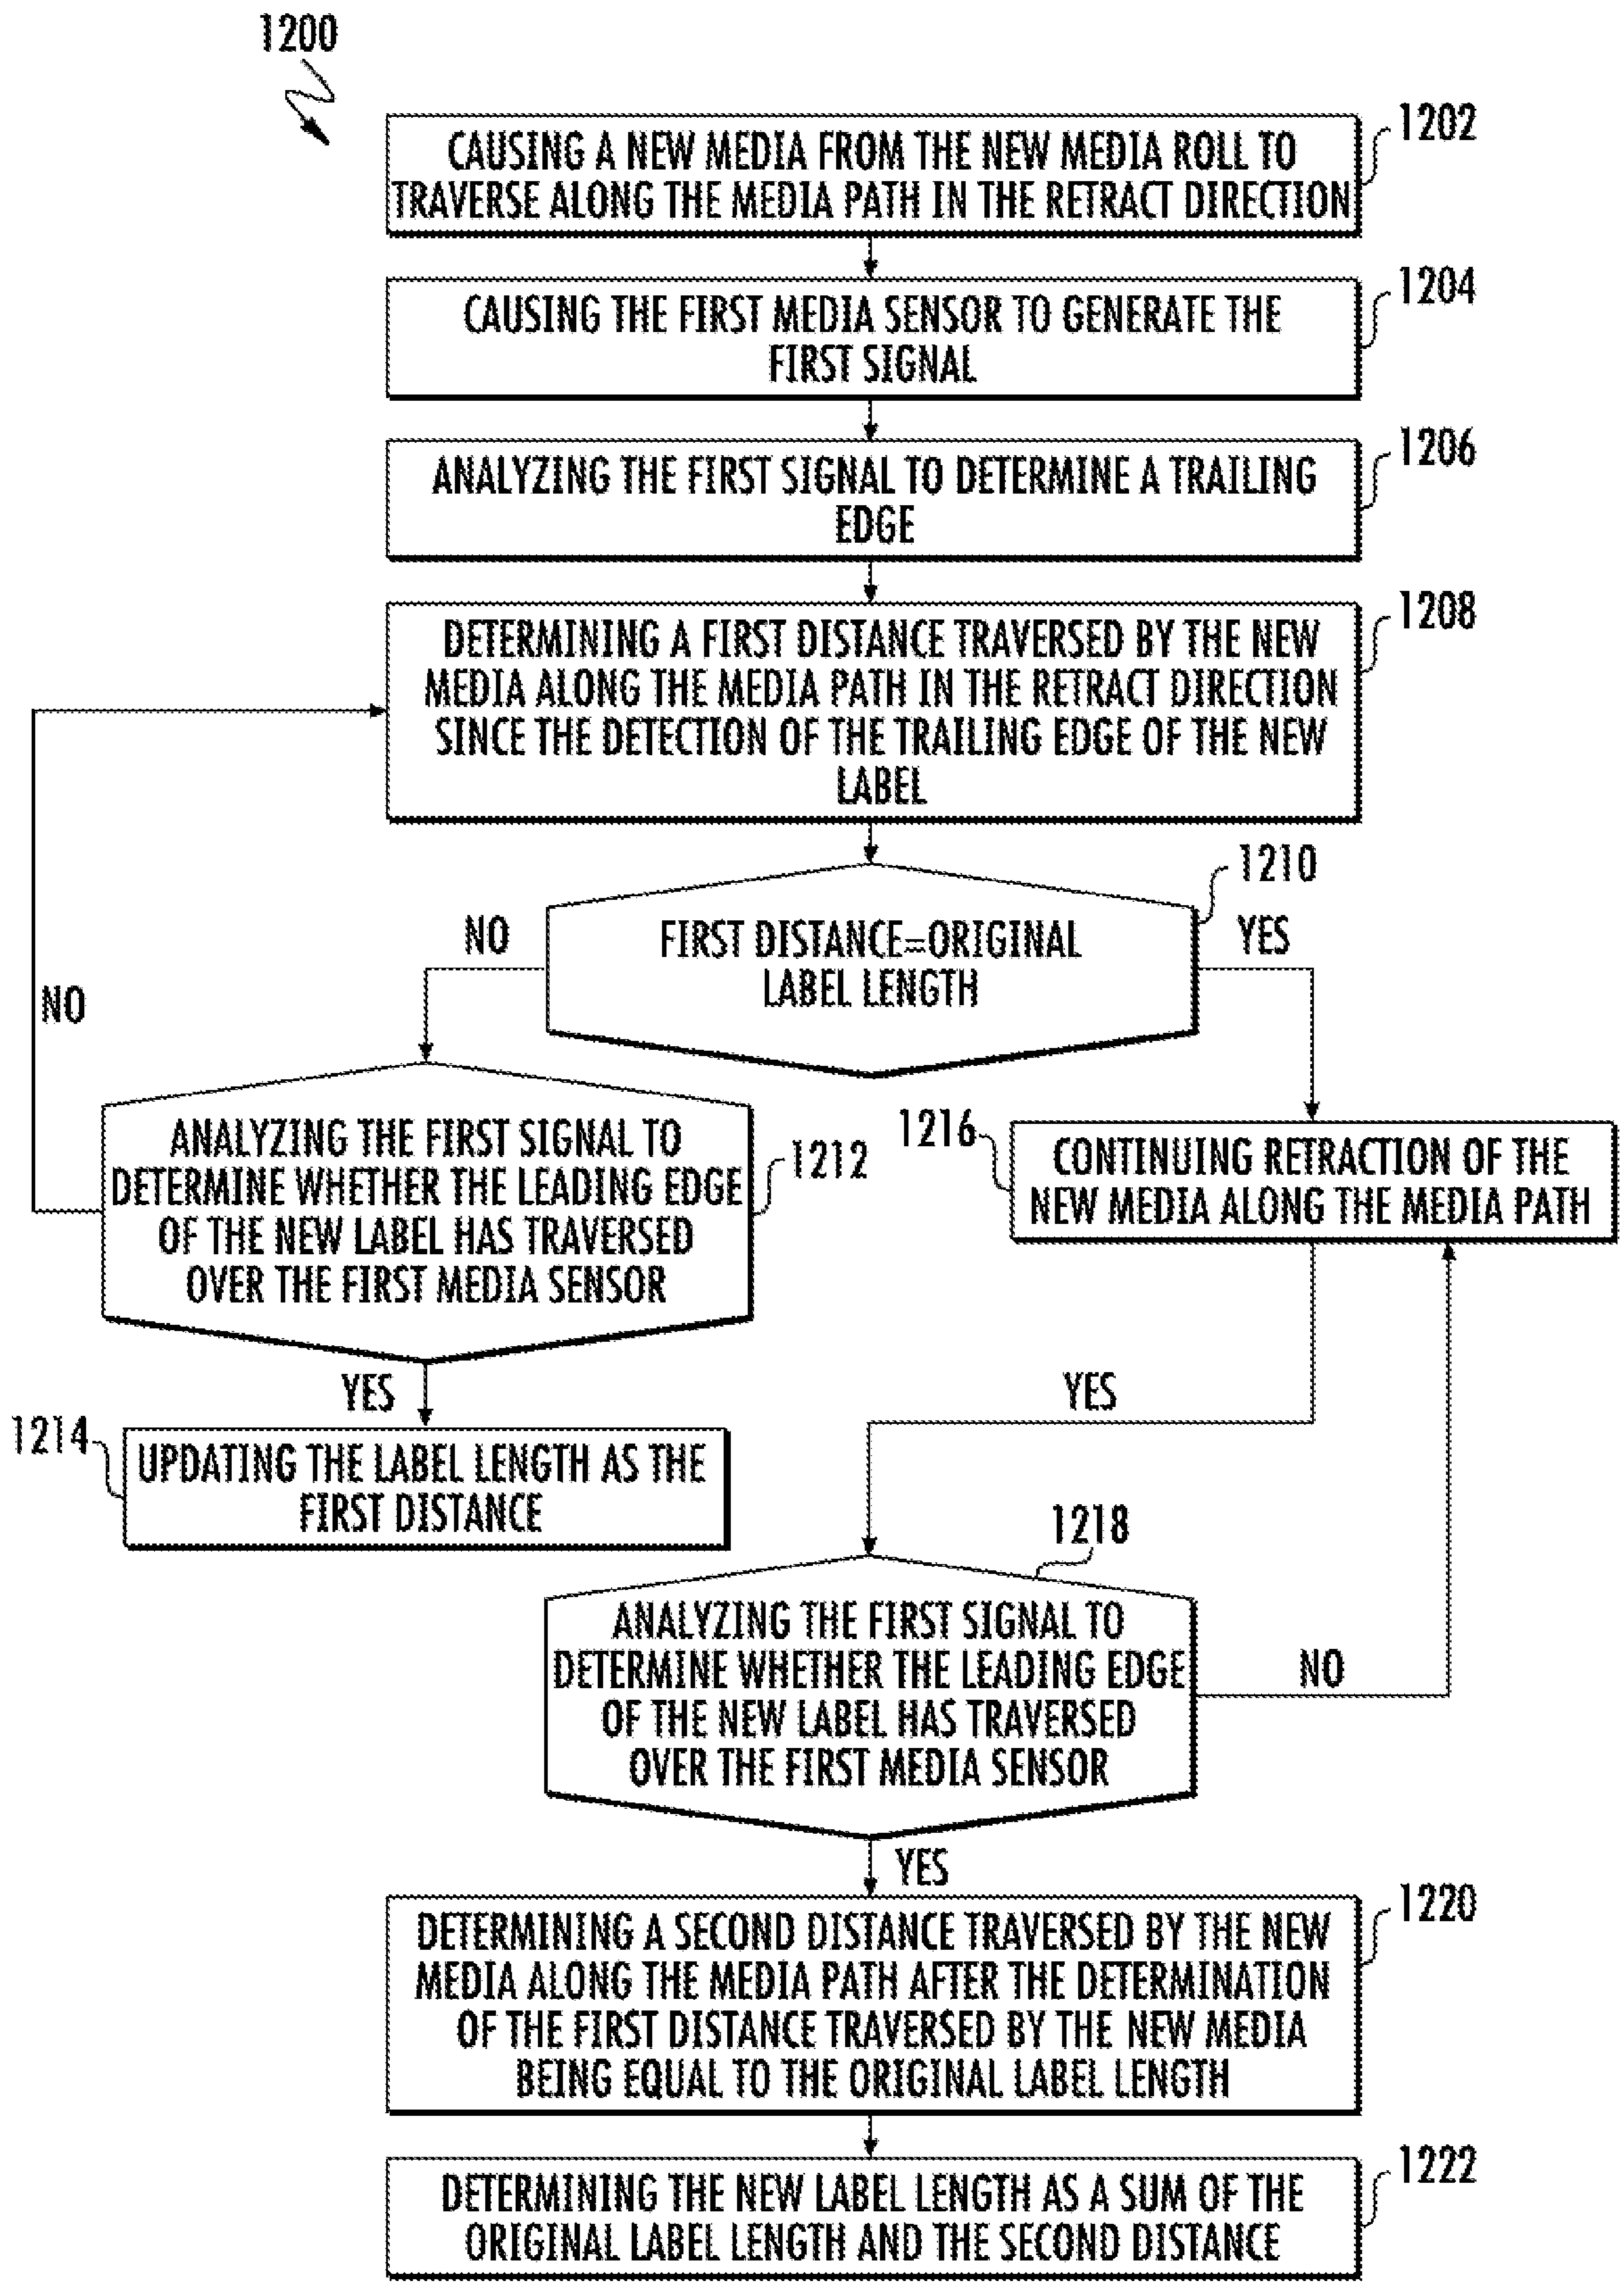 1200
1202
CAUSING A NEW MEDIA FROM THE NEW MEDIA ROLL TO
TRAVERSE ALONG THE MEDIA PATH IN THE RETRACT DIRECTION
1204
CAUSING THE FIRST MEDIA SENSOR TO GENERATE THE
FIRST SIGNAL
1206
ANALYZING THE FIRST SIGNAL TO DETERMINE A TRAILING
EDGE
1208
DETERMINING A FIRST DISTANCE TRAVERSED BY THE NEW
MEDIA ALONG THE MEDIA PATH IN THE RETRACT DIRECTION
SINCE THE DETECTION OF THE TRAILING EDGE OF THE NEW
LABEL
1210
NO
FIRST DISTANCE=ORIGINAL
LABEL LENGTH
YES
NO
ANALYZING THE FIRST SIGNAL TO
DETERMINE WHETHER THE LEADING EDGE
OF THE NEW LABEL HAS TRAVERSED
OVER THE FIRST MEDIA SENSOR
1212
1216
CONTINUING RETRACTION OF THE
NEW MEDIA ALONG THE MEDIA PATH
YES
YES
1214
UPDATING THE LABEL LENGTH AS THE
FIRST DISTANCE
1218
ANALYZING THE FIRST SIGNAL TO
DETERMINE WHETHER THE LEADING EDGE
OF THE NEW LABEL HAS TRAVERSED
OVER THE FIRST MEDIA SENSOR
NO
YES
1220
DETERMINING A SECOND DISTANCE TRAVERSED BY THE NEW
MEDIA ALONG THE MEDIA PATH AFTER THE DETERMINATION
OF THE FIRST DISTANCE TRAVERSED BY THE NEW MEDIA
BEING EQUAL TO THE ORIGINAL LABEL LENGTH
1222
DETERMINING THE NEW LABEL LENGTH AS A SUM OF THE
ORIGINAL LABEL LENGTH AND THE SECOND DISTANCE